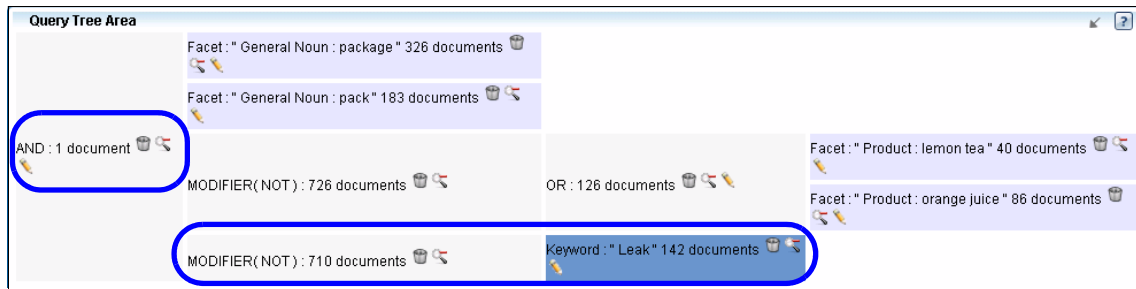 Query Tree Area
?
Facet : " General Noun : package " 326 documents
Facet : " General Noun : pack" 183 documents
AND : 1 document
MODIFIER( NOT ) : 726 documents
OR : 126 documents
Facet : " Product : lemon tea " 40 documents
Facet : " Product : orange juice " 86 documents
MODIFIER( NOT ) : 710 documents
Keyword : " Leak " 142 documents